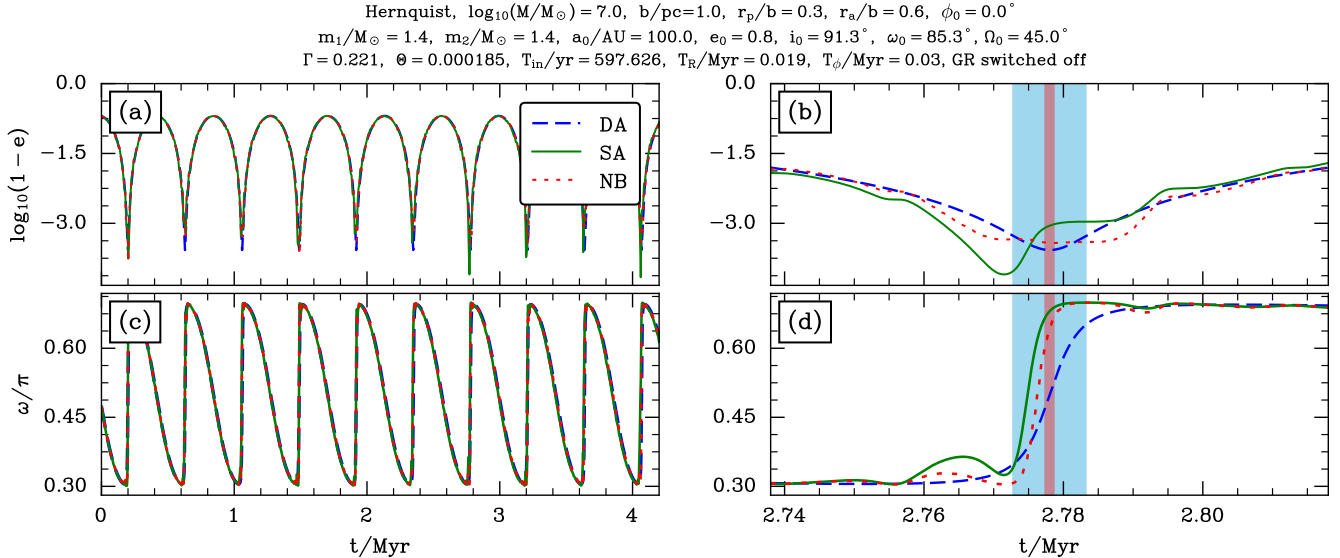 Hernquist, log₁₀(M/M⊙) = 7.0, b/pc=1.0, rₚ/b = 0.3, rₐ/b = 0.6, ϕ₀ = 0.0°
m₁/M⊙ = 1.4, m₂/M⊙ = 1.4, a₀/AU = 100.0, e₀ = 0.8, i₀ = 91.3°, ω₀ = 85.3°, Ω₀ = 45.0°
Γ = 0.221, Θ = 0.000185, T_in/yr = 597.626, T_R/Myr = 0.019, T_ϕ/Myr = 0.03, GR switched off
log₁₀(1 − e)
0.0
−1.5
−3.0
(a)
DA
SA
NB
0.0
−1.5
−3.0
(b)
ω/π
0.60
0.45
0.30
(c)
0 1 2 3 4
t/Myr
0.60
0.45
0.30
(d)
2.74 2.76 2.78 2.80
t/Myr